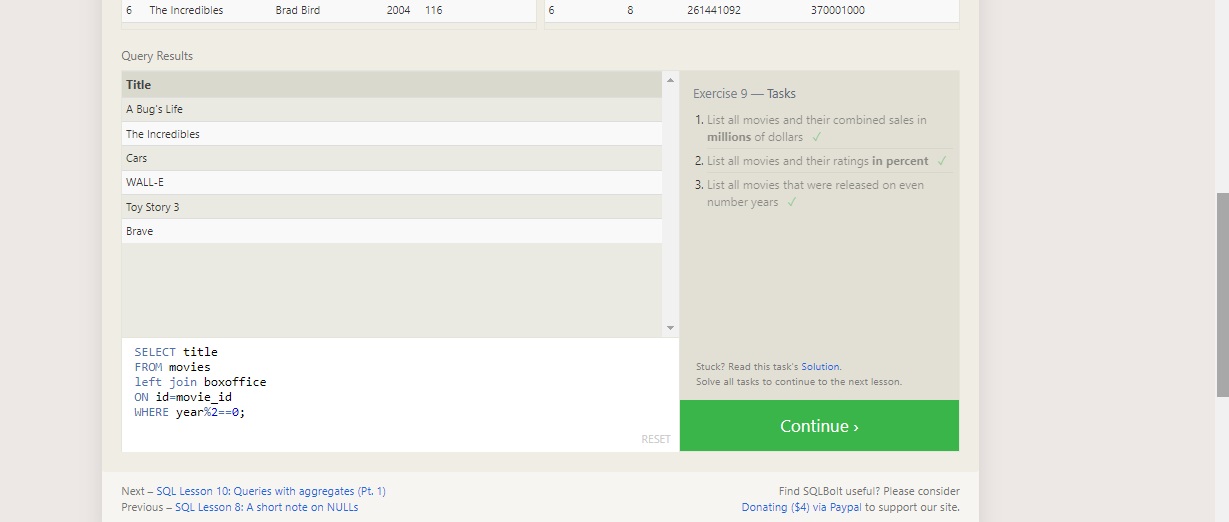 6 The Incredibles Brad Bird 2004 116
6 8 261441092 370001000
Query Results
Title
A Bug's Life
The Incredibles
Cars
WALL-E
Toy Story 3
Brave
Exercise 9 — Tasks
1. List all movies and their combined sales in
millions of dollars ✓
2. List all movies and their ratings in percent ✓
3. List all movies that were released on even
number years ✓
Stuck? Read this task's Solution.
Solve all tasks to continue to the next lesson.
SELECT title
FROM movies
left join boxoffice
ON id=movie_id
WHERE year%2==0;
RESET
Continue ›
Next – SQL Lesson 10: Queries with aggregates (Pt. 1)
Previous – SQL Lesson 8: A short note on NULLs
Find SQLBolt useful? Please consider
Donating ($4) via Paypal to support our site.